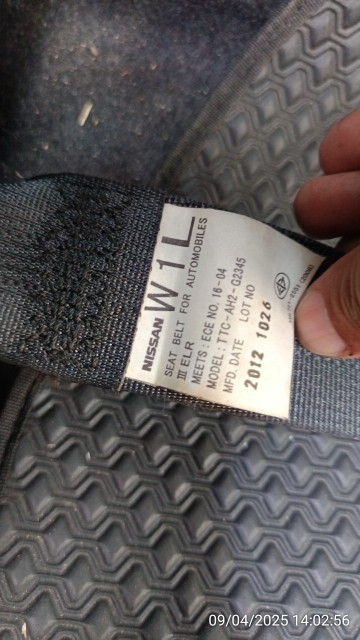 NISSAN W 1 L
SEAT BELT FOR AUTOMOBILES
III ELR
MEETS : ECE NO. 16-04
MODEL : TTC-AH2-G2345
MFD. DATE LOT NO
2012 1026
09/04/2025 14:02:56